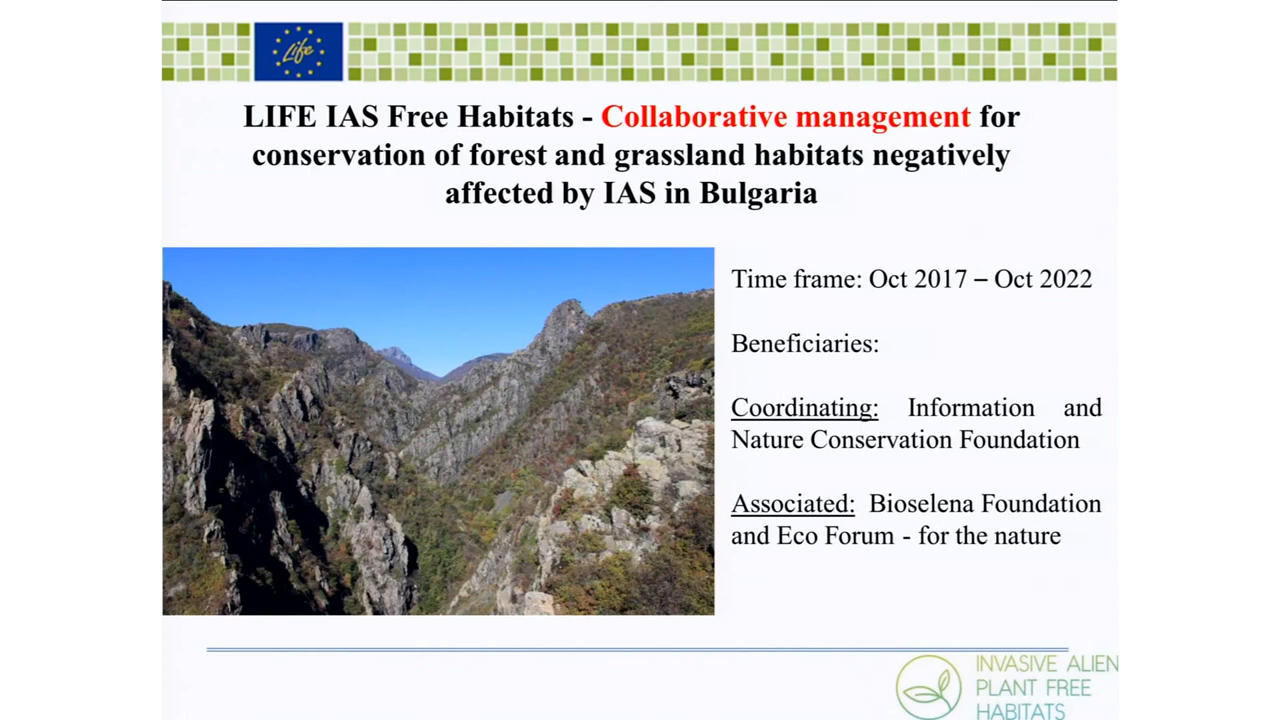 Life
LIFE IAS Free Habitats - Collaborative management for
conservation of forest and grassland habitats negatively
affected by IAS in Bulgaria
Time frame: Oct 2017 – Oct 2022
Beneficiaries:
Coordinating: Information and
Nature Conservation Foundation
Associated: Bioselena Foundation
and Eco Forum - for the nature
INVASIVE ALIEN
PLANT FREE
HABITATS